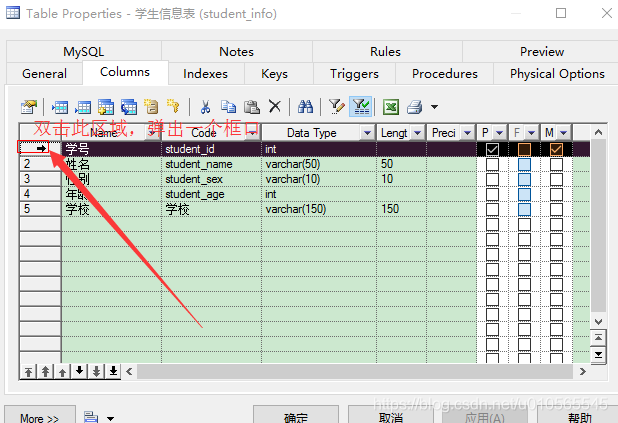 Table Properties - 学生信息表 (student_info)
MySQL Notes Rules Preview
General Columns Indexes Keys Triggers Procedures Physical Options
双击此区域，弹出一个框口
Name Code Data Type Lengt Preci P F M
学号 student_id int
2 姓名 student_name varchar(50) 50
3 性别 student_sex varchar(10) 10
4 年龄 student_age int
5 学校 学校 varchar(150) 150
More >> 确定 取消 应用(A) 帮助
https://blog.csdn.net/u010565545